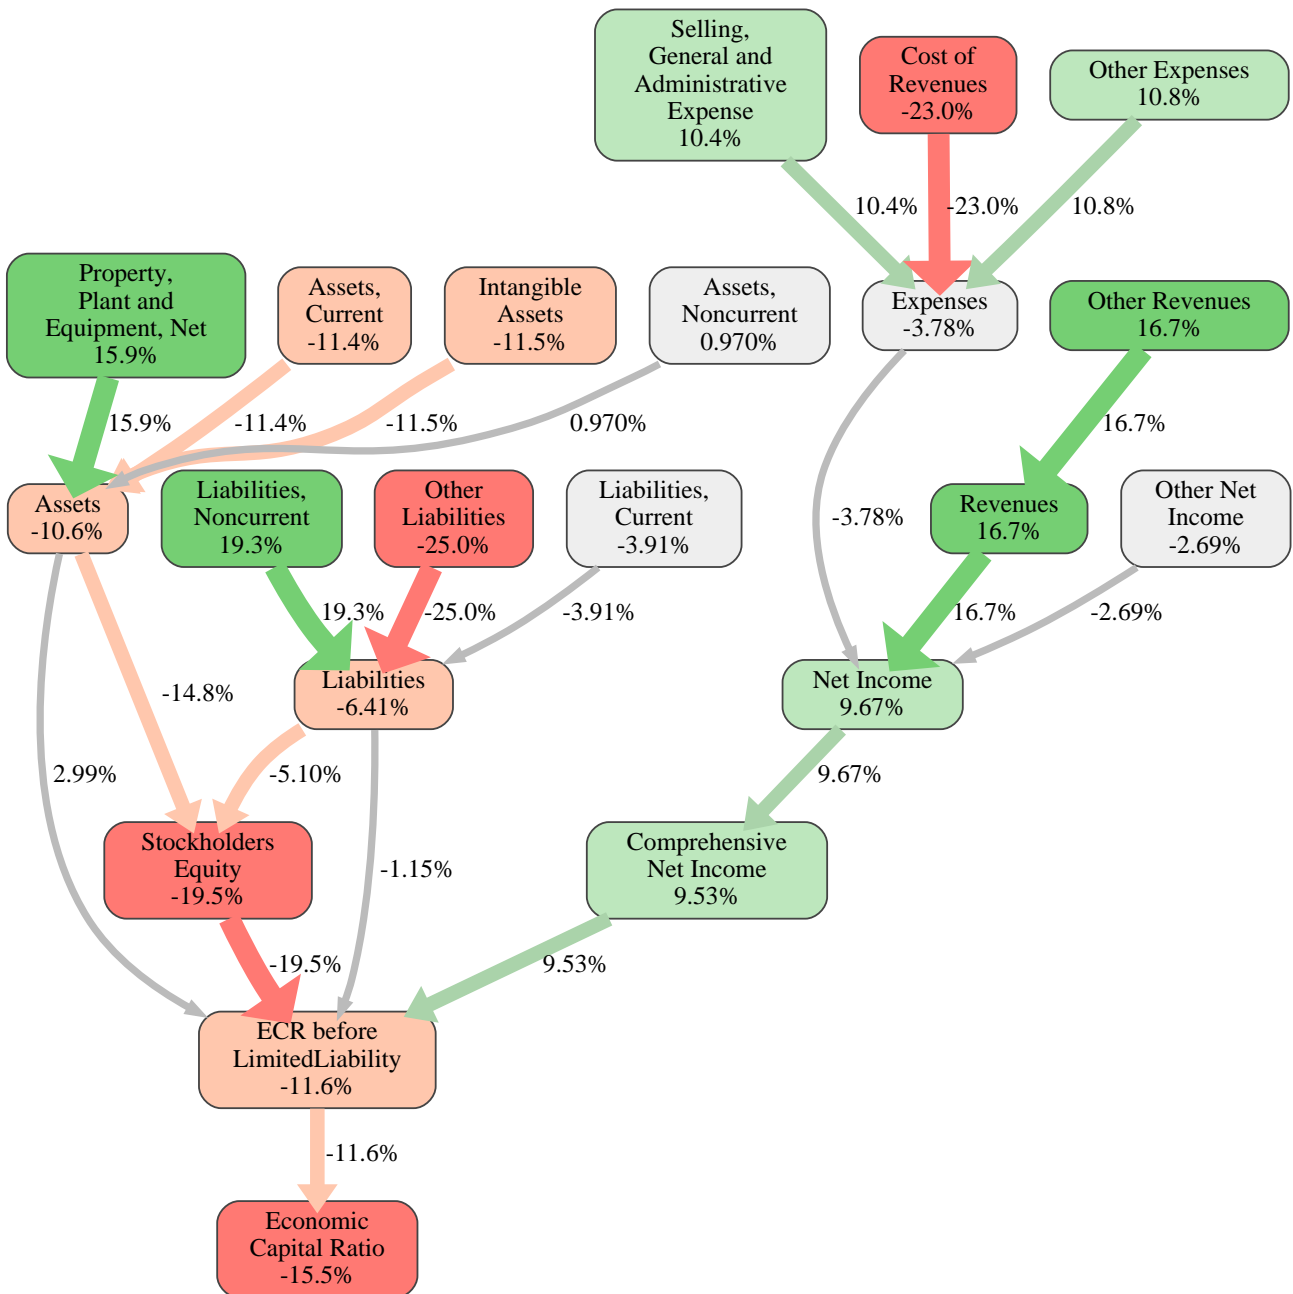 Selling,
General and
Administrative
Expense
10.4%
Cost of
Revenues
-23.0%
Other Expenses
10.8%
10.4%
-23.0%
10.8%
Property,
Plant and
Equipment, Net
15.9%
Assets,
Current
-11.4%
Intangible
Assets
-11.5%
Assets,
Noncurrent
0.970%
Expenses
-3.78%
Other Revenues
16.7%
15.9%
-11.4%
-11.5%
0.970%
16.7%
Assets
-10.6%
Liabilities,
Noncurrent
19.3%
Other
Liabilities
-25.0%
Liabilities,
Current
-3.91%
-3.78%
Revenues
16.7%
Other Net
Income
-2.69%
19.3%
-25.0%
-3.91%
16.7%
-2.69%
-14.8%
Liabilities
-6.41%
Net Income
9.67%
2.99%
-5.10%
9.67%
Stockholders
Equity
-19.5%
-1.15%
Comprehensive
Net Income
9.53%
-19.5%
9.53%
ECR before
LimitedLiability
-11.6%
-11.6%
Economic
Capital Ratio
-15.5%